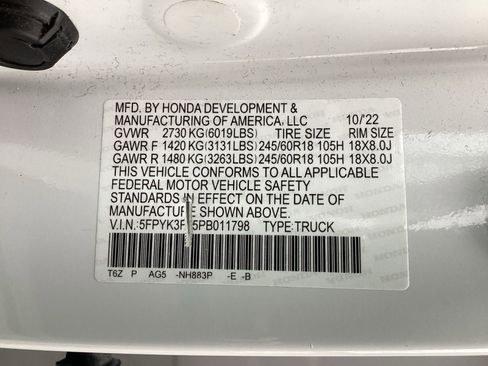 MFD. BY HONDA DEVELOPMENT &
MANUFACTURING OF AMERICA, LLC 10/'22
GVWR 2730 KG(6019LBS) TIRE SIZE RIM SIZE
GAWR F 1420 KG(3131LBS) 245/60R18 105H 18X8.0J
GAWR R 1480 KG(3263LBS) 245/60R18 105H 18X8.0J
THIS VEHICLE CONFORMS TO ALL APPLICABLE
FEDERAL MOTOR VEHICLE SAFETY
STANDARDS IN EFFECT ON THE DATE OF
MANUFACTURE SHOWN ABOVE.
V.I.N.:5FPYK3F 5PB011798 TYPE:TRUCK
T6Z P AG5 -NH883P -E -B